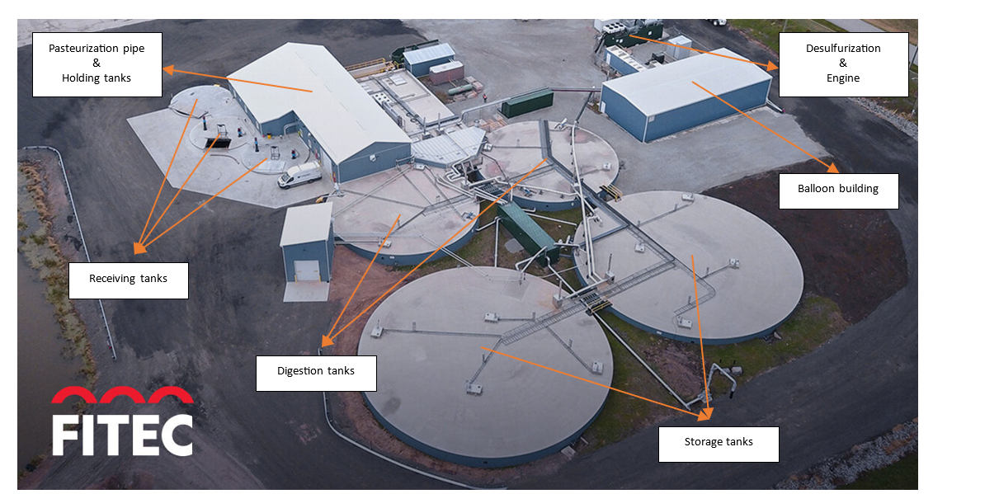 Pasteurization pipe
&
Holding tanks
Desulfurization
&
Engine
Balloon building
Receiving tanks
Digestion tanks
Storage tanks
FITEC